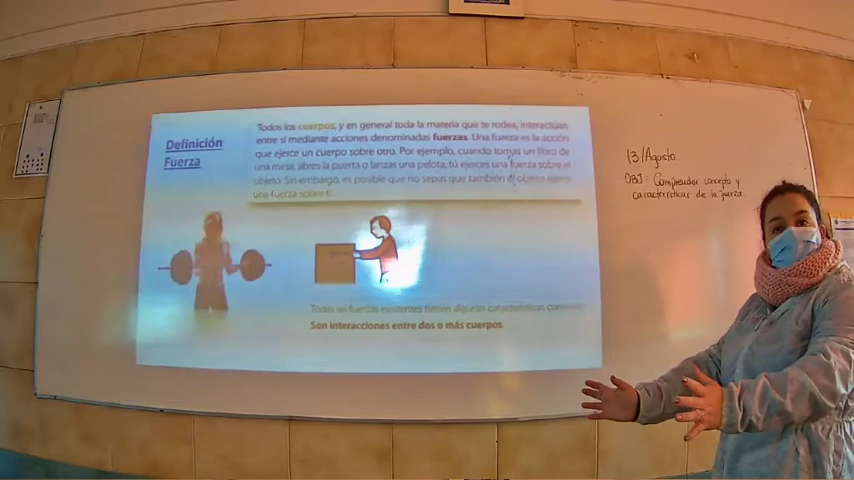 Definición
Fuerza
Todos los cuerpos, y en general toda la materia que te rodea, interactúan
entre sí mediante acciones denominadas fuerzas. Una fuerza es la acción
que ejerce un cuerpo sobre otro. Por ejemplo, cuando tomas un libro de
una mesa, abres la puerta o lanzas una pelota, tú ejerces una fuerza sobre el
objeto. Sin embargo, es posible que no sepas que también el objeto ejerce
una fuerza sobre ti.
Todas las fuerzas existentes tienen algunas características comunes
Son interacciones entre dos o más cuerpos.
13/Agosto
OBJ: Comprender concepto y
características de la fuerza.